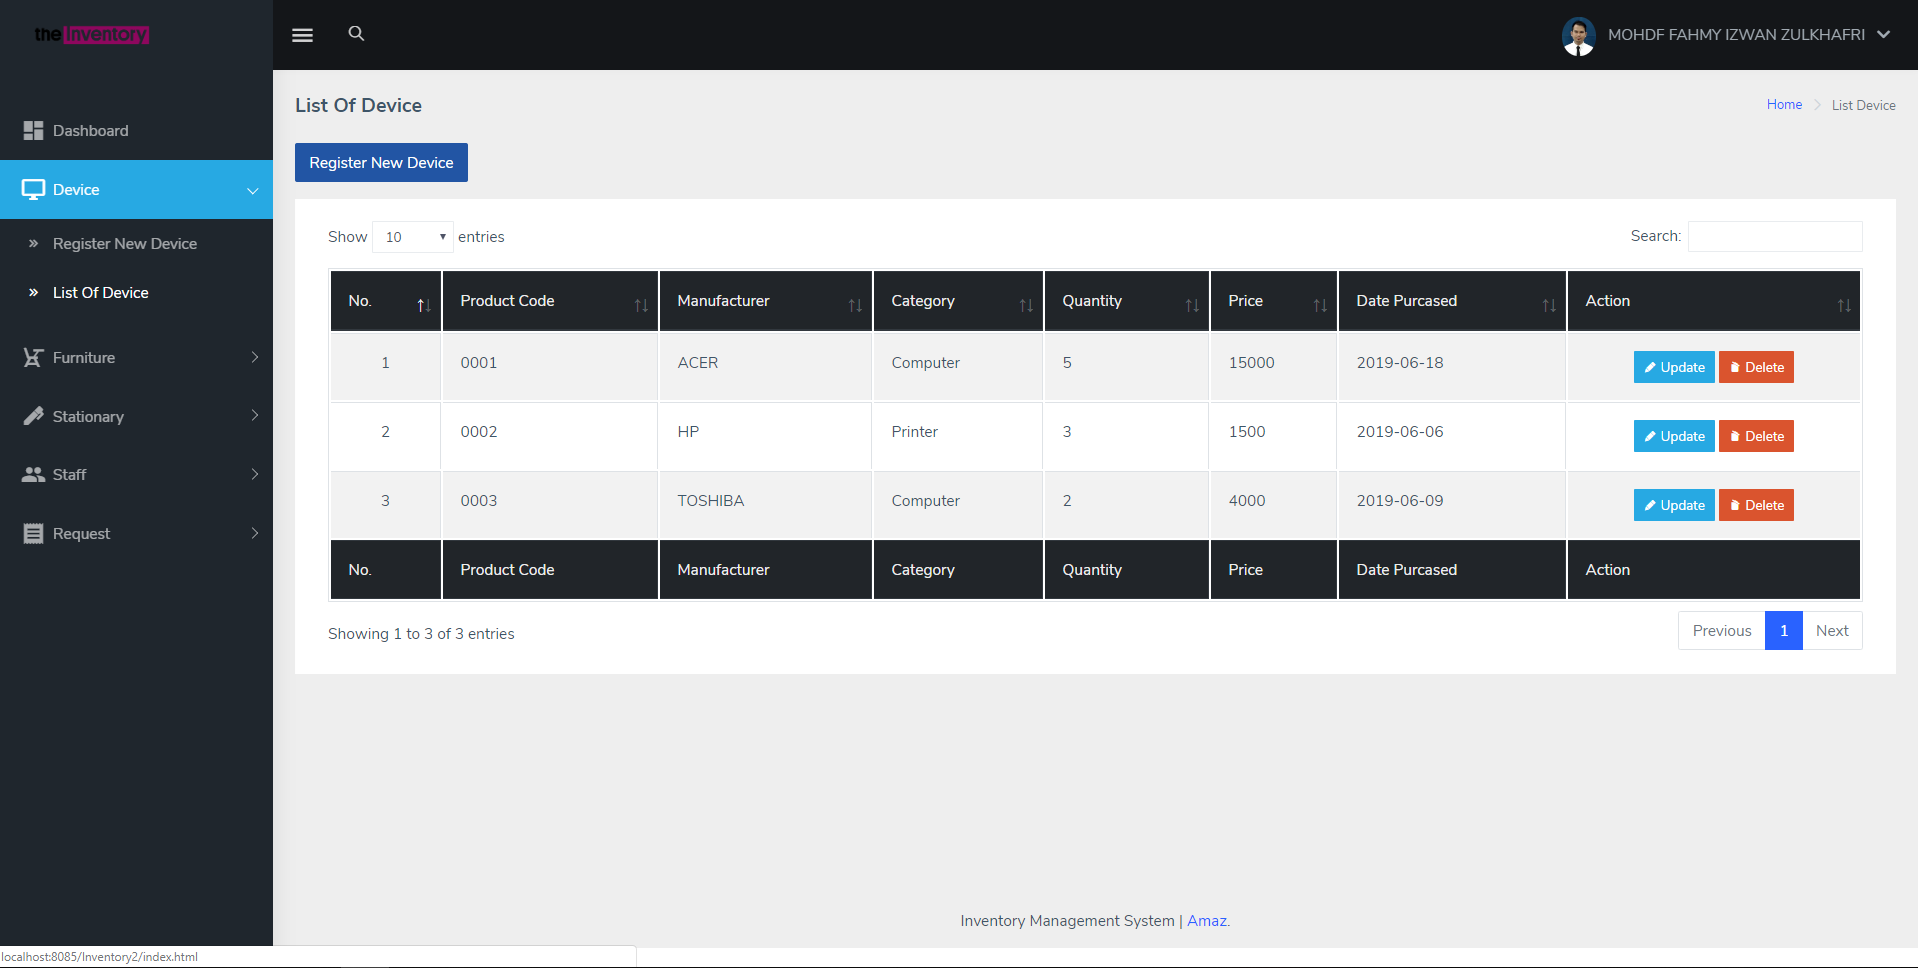 theInventory
MOHDF FAHMY IZWAN ZULKHAFRI
Dashboard
Device
Register New Device
List Of Device
Furniture
Stationary
Staff
Request
List Of Device
Home List Device
Register New Device
Show 10 entries
Search:
No. Product Code Manufacturer Category Quantity Price Date Purcased Action
1 0001 ACER Computer 5 15000 2019-06-18 Update Delete
2 0002 HP Printer 3 1500 2019-06-06 Update Delete
3 0003 TOSHIBA Computer 2 4000 2019-06-09 Update Delete
No. Product Code Manufacturer Category Quantity Price Date Purcased Action
Showing 1 to 3 of 3 entries
Previous 1 Next
Inventory Management System | Amaz.
localhost:8085/Inventory2/index.html